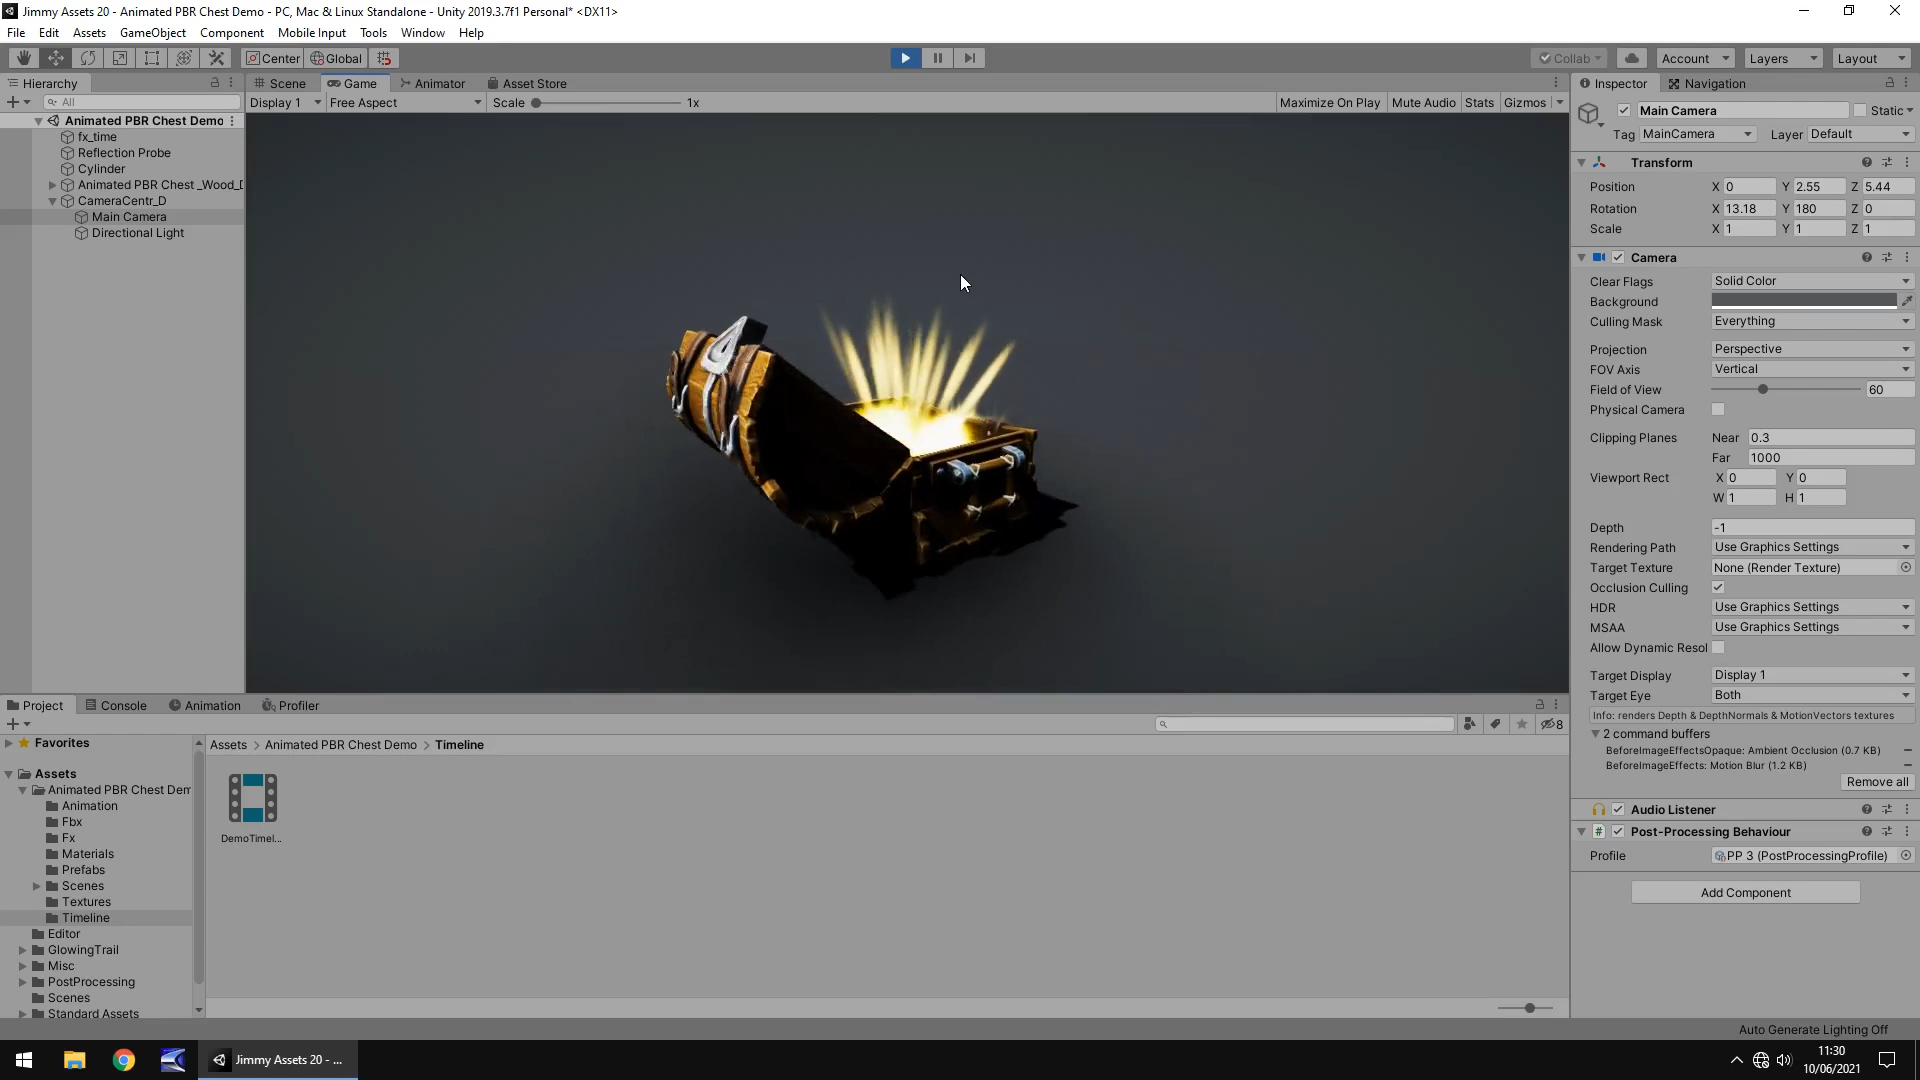 Jimmy Assets 20 - Animated PBR Chest Demo - PC, Mac & Linux Standalone - Unity 2019.3.7f1 Personal* <DX11>
File Edit Assets GameObject Component Mobile Input Tools Window Help
Center Global Collab Account Layers Layout
Hierarchy
All
Animated PBR Chest Demo
fx_time
Reflection Probe
Cylinder
Animated PBR Chest _Wood_D
CameraCentr_D
Main Camera
Directional Light
Scene Game Animator Asset Store
Display 1 Free Aspect Scale 1x Maximize On Play Mute Audio Stats Gizmos
Inspector Navigation
Main Camera Static
Tag MainCamera Layer Default
Transform
Position X 0 Y 2.55 Z 5.44
Rotation X 13.18 Y 180 Z 0
Scale X 1 Y 1 Z 1
Camera
Clear Flags Solid Color
Background
Culling Mask Everything
Projection Perspective
FOV Axis Vertical
Field of View 60
Physical Camera
Clipping Planes Near 0.3
Far 1000
Viewport Rect X 0 Y 0
W 1 H 1
Depth -1
Rendering Path Use Graphics Settings
Target Texture None (Render Texture)
Occlusion Culling
HDR Use Graphics Settings
MSAA Use Graphics Settings
Allow Dynamic Resol
Target Display Display 1
Target Eye Both
Info: renders Depth & DepthNormals & MotionVectors textures
2 command buffers
BeforeImageEffectsOpaque: Ambient Occlusion (0.7 KB)
BeforeImageEffects: Motion Blur (1.2 KB)
Remove all
Audio Listener
Post-Processing Behaviour
Profile PP 3 (PostProcessingProfile)
Add Component
Project Console Animation Profiler
8
Favorites
Assets
Animated PBR Chest Dem
Animation
Fbx
Fx
Materials
Prefabs
Scenes
Textures
Timeline
Editor
GlowingTrail
Misc
PostProcessing
Scenes
Standard Assets
Assets > Animated PBR Chest Demo > Timeline
DemoTimel...
Auto Generate Lighting Off
Jimmy Assets 20 - ...
11:30
10/06/2021